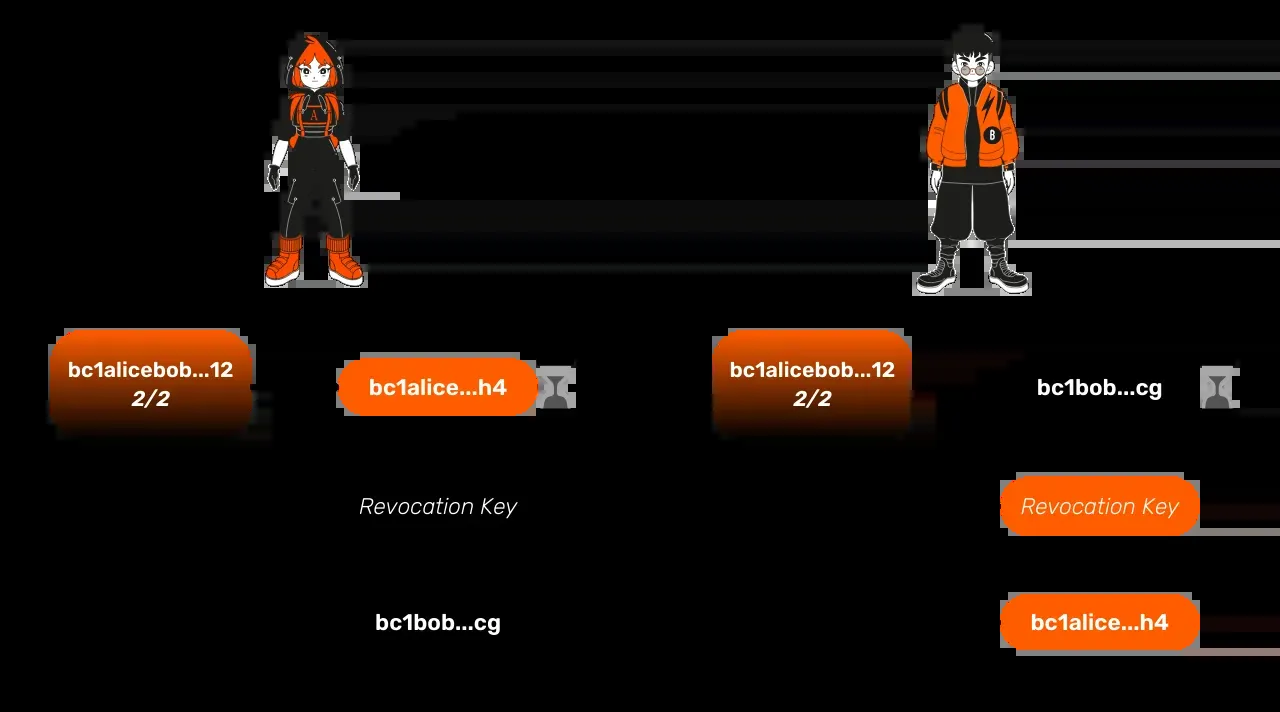 A
B
bc1alicebob...12
2/2
bc1alice...h4
bc1alicebob...12
2/2
bc1bob...cg
Revocation Key
Revocation Key
bc1bob...cg
bc1alice...h4